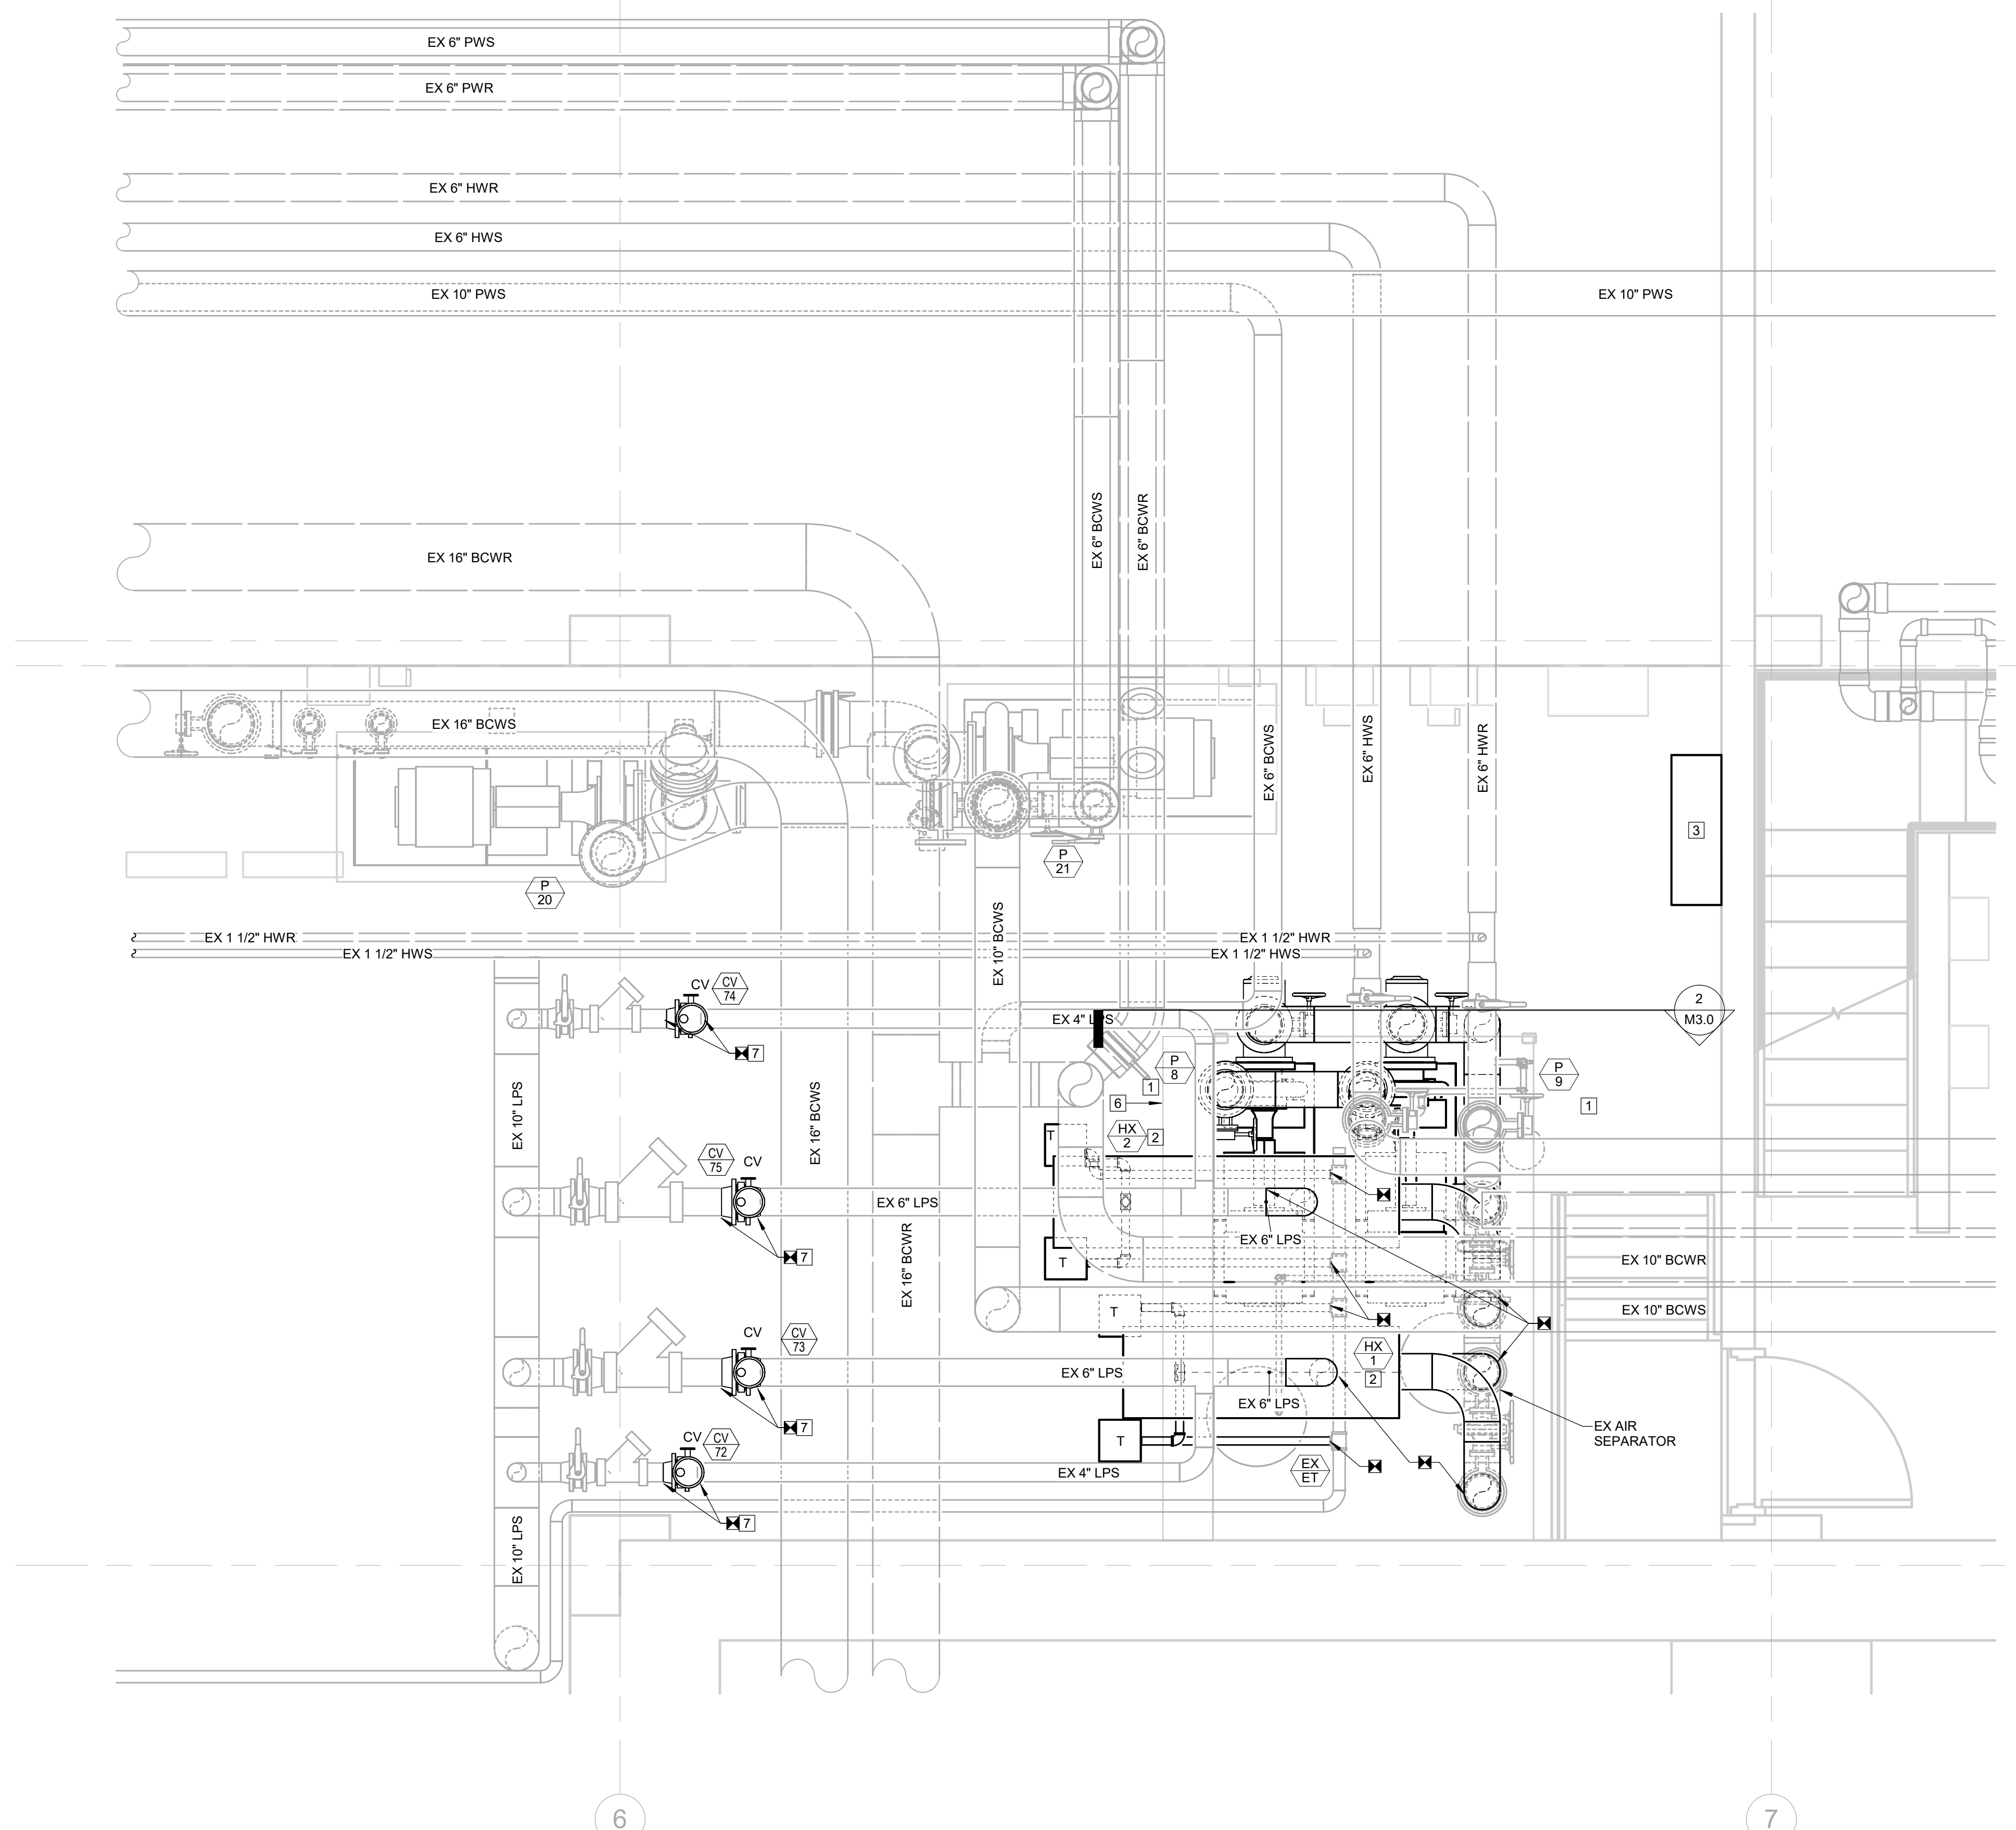 EX 6" PWS
EX 6" PWR
EX 6" HWR
EX 6" HWS
EX 10" PWS
EX 10" PWS
EX 6" BCWS
EX 6" BCWR
EX 16" BCWR
EX 16" BCWS
EX 6" BCWS
EX 6" HWS
EX 6" HWR
3
P
21
P
20
EX 10" BCWS
EX 1 1/2" HWR
EX 1 1/2" HWR
EX 1 1/2" HWS
EX 1 1/2" HWS
CV
CV
74
7
EX 4" LPS
2
M3.0
P
8
1
6
P
9
1
HX
2
2
T
EX 10" LPS
EX 16" BCWS
CV
75
CV
7
EX 6" LPS
EX 6" LPS
EX 16" BCWR
T
EX 10" BCWR
T
EX 10" BCWS
CV
CV
73
7
EX 6" LPS
HX
1
2
EX 6" LPS
EX AIR
SEPARATOR
CV
CV
72
7
T
EX 4" LPS
EX
ET
EX 10" LPS
6
7